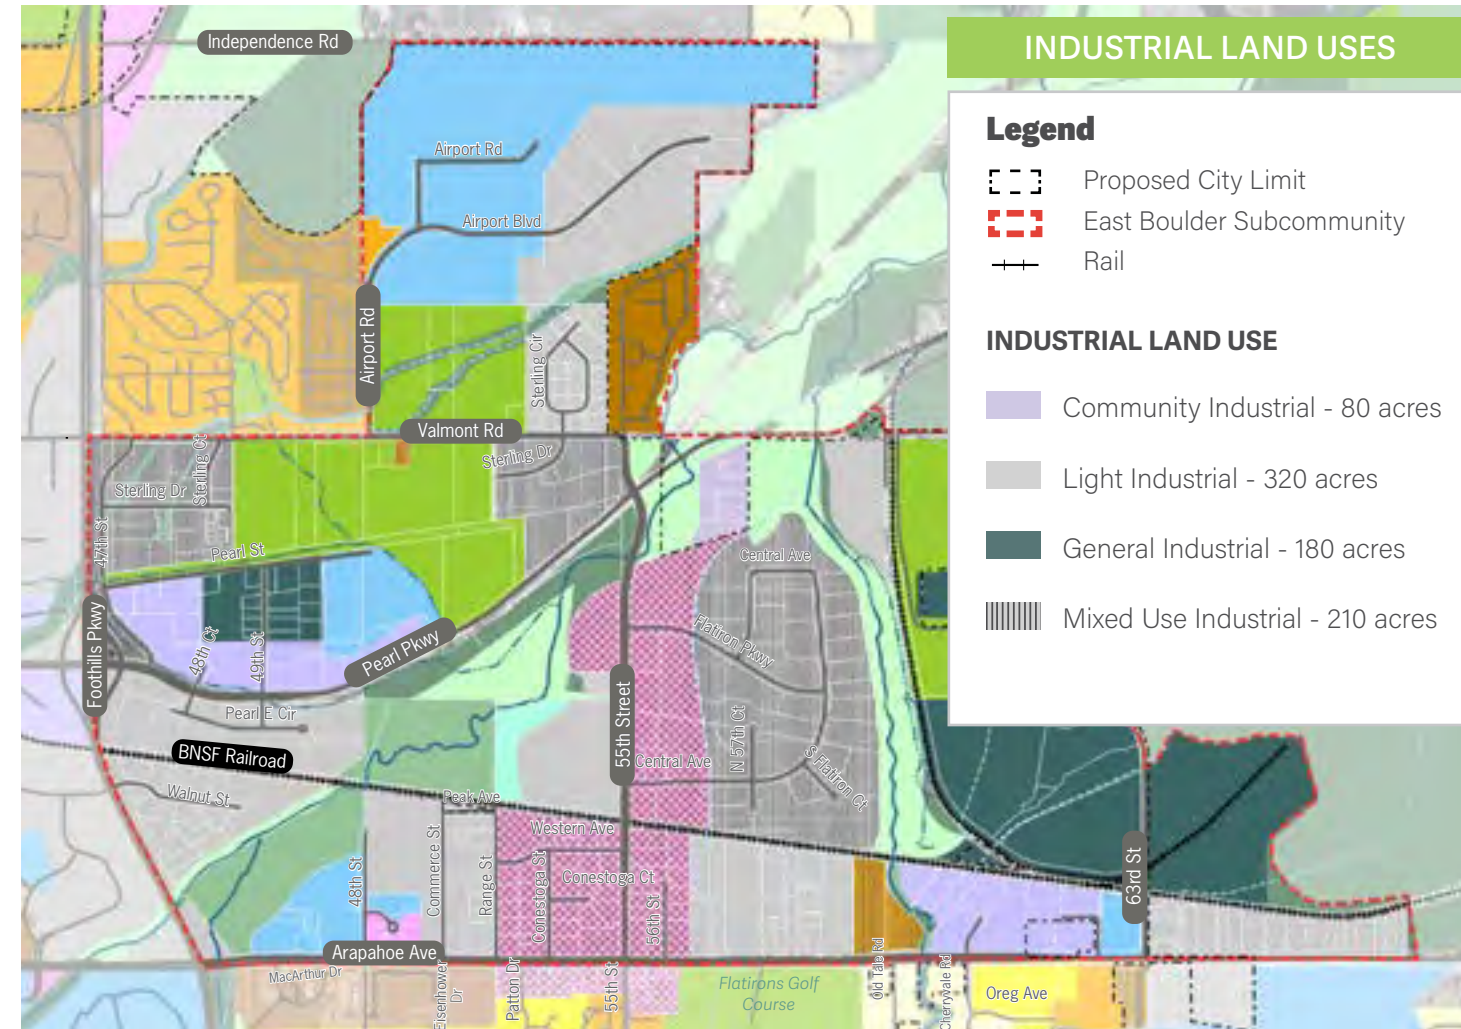 INDUSTRIAL LAND USES
Legend
Proposed City Limit
East Boulder Subcommunity
Rail
INDUSTRIAL LAND USE
Community Industrial - 80 acres
Light Industrial - 320 acres
General Industrial - 180 acres
Mixed Use Industrial - 210 acres
Independence Rd
Airport Rd
Airport Blvd
Airport Rd
Sterling Cir
Valmont Rd
Sterling Dr
Sterling Ct
Sterling Dr
47th St
Pearl St
Central Ave
Foothills Pkwy
48th Ct
49th St
Pearl Pkwy
Flatiron Pkwy
55th Street
Pearl E Cir
N 57th Ct
BNSF Railroad
Central Ave
S Flatiron Ct
Walnut St
Peak Ave
Western Ave
48th St
Commerce St
Range St
Conestoga St
Conestoga Ct
56th St
63rd St
Arapahoe Ave
MacArthur Dr
Eisenhower
Dr
Patton Dr
55th St
Flatirons Golf
Course
Old Tale Rd
Cherryvale Rd
Oreg Ave